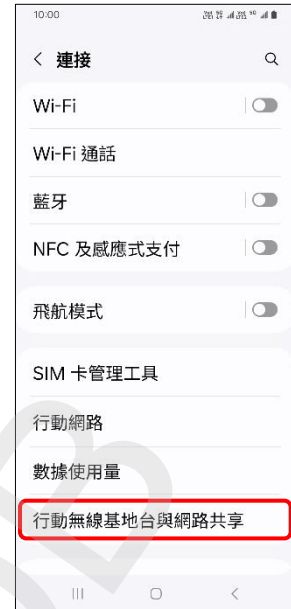 10:00
連接
Wi-Fi
Wi-Fi 通話
藍牙
NFC 及感應式支付
飛航模式
SIM 卡管理工具
行動網路
數據使用量
行動無線基地台與網路共享